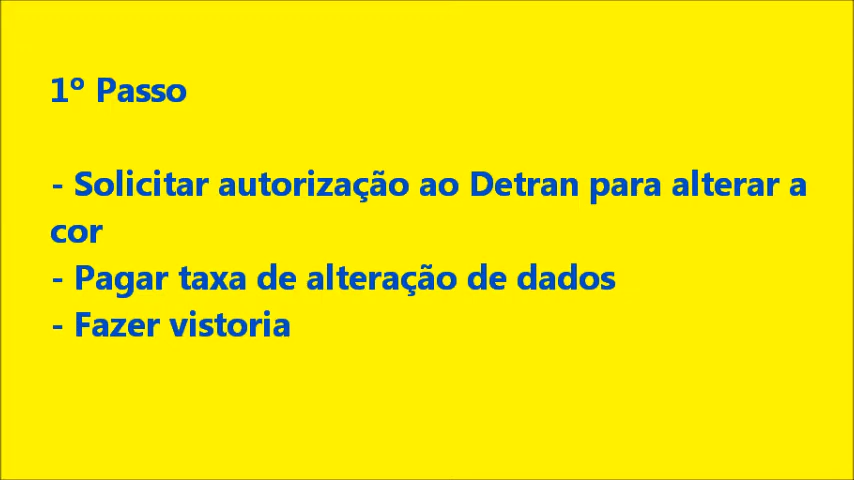 1º Passo
- Solicitar autorização ao Detran para alterar a
cor
- Pagar taxa de alteração de dados
- Fazer vistoria